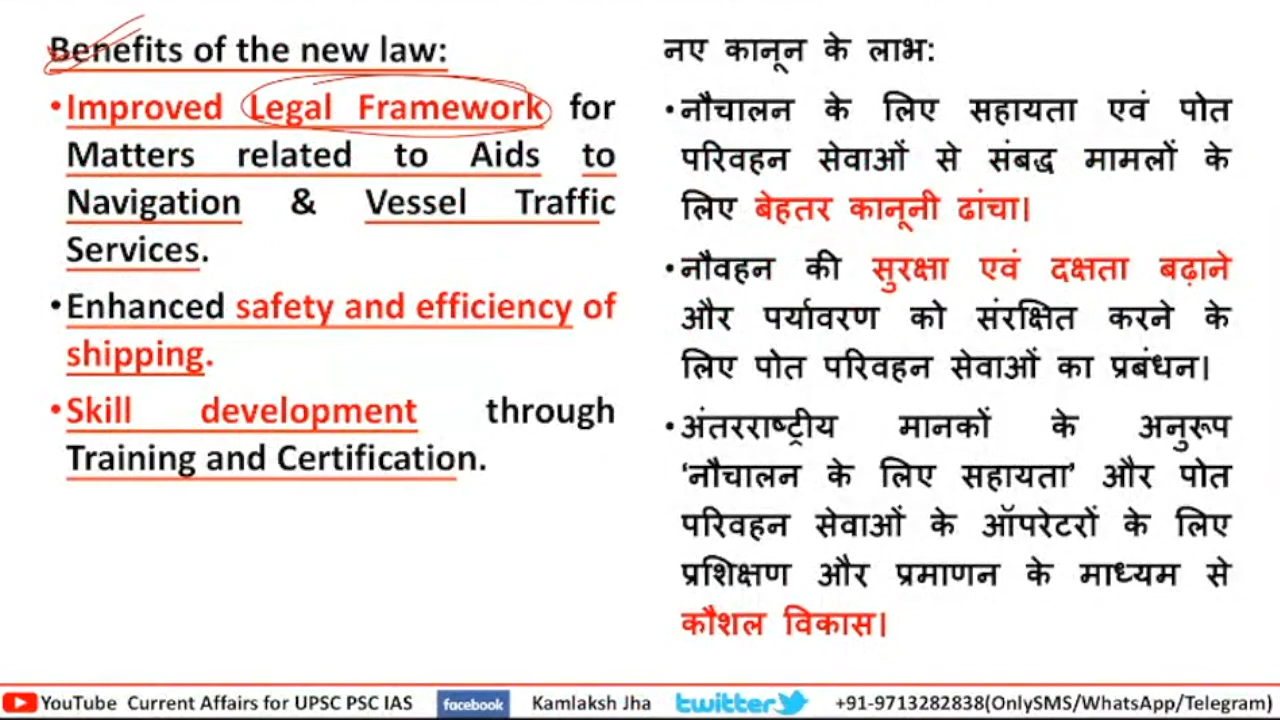 Benefits of the new law:
•Improved Legal Framework for
Matters related to Aids to
Navigation & Vessel Traffic
Services.
•Enhanced safety and efficiency of
shipping.
•Skill development through
Training and Certification.
नए कानून के लाभ:
•नौचालन के लिए सहायता एवं पोत
परिवहन सेवाओं से संबद्ध मामलों के
लिए बेहतर कानूनी ढांचा।
•नौवहन की सुरक्षा एवं दक्षता बढ़ाने
और पर्यावरण को संरक्षित करने के
लिए पोत परिवहन सेवाओं का प्रबंधन।
•अंतरराष्ट्रीय मानकों के अनुरूप
‘नौचालन के लिए सहायता’ और पोत
परिवहन सेवाओं के ऑपरेटरों के लिए
प्रशिक्षण और प्रमाणन के माध्यम से
कौशल विकास।
YouTube Current Affairs for UPSC PSC IAS facebook Kamlaksh Jha twitter +91-9713282838(OnlySMS/WhatsApp/Telegram)